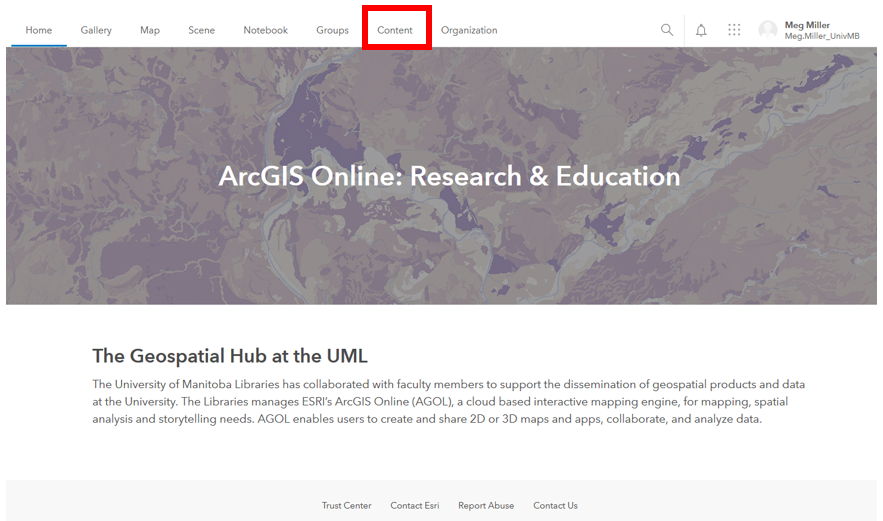 Home Gallery Map Scene Notebook Groups Content Organization Meg Miller
Meg.Miller_UnivMB
ArcGIS Online: Research & Education
The Geospatial Hub at the UML
The University of Manitoba Libraries has collaborated with faculty members to support the dissemination of geospatial products and data
at the University. The Libraries manages ESRI's ArcGIS Online (AGOL), a cloud based interactive mapping engine, for mapping, spatial
analysis and storytelling needs. AGOL enables users to create and share 2D or 3D maps and apps, collaborate, and analyze data.
Trust Center Contact Esri Report Abuse Contact Us